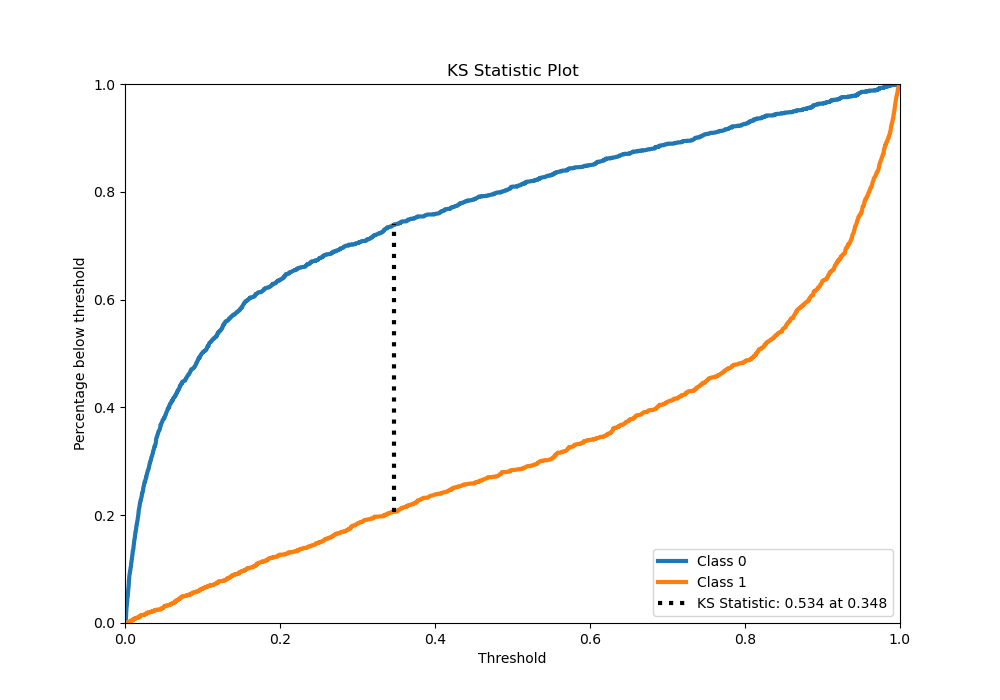 KS Statistic Plot
1.0
0.8
0.6
0.4
0.2
0.0
Percentage below threshold
0.0 0.2 0.4 0.6 0.8 1.0
Threshold
Class 0
Class 1
KS Statistic: 0.534 at 0.348